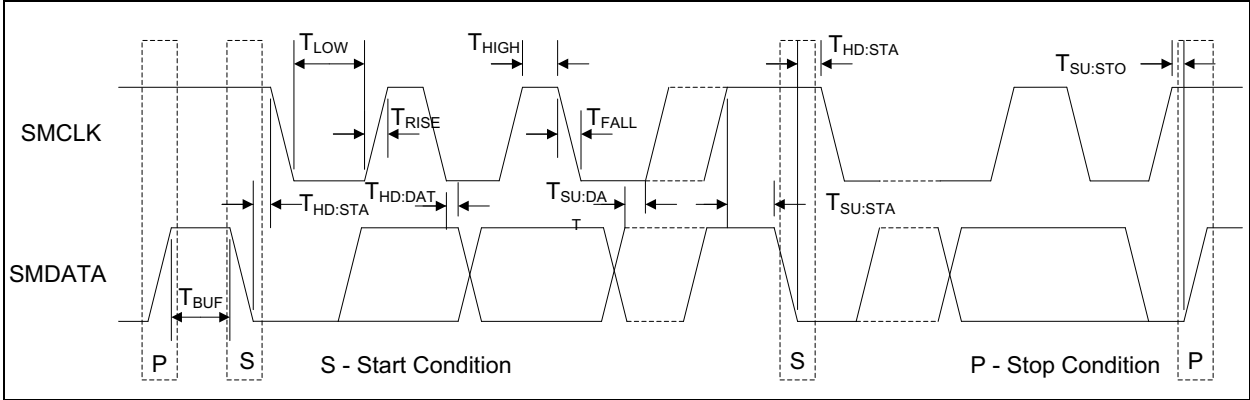 TLOW
THIGH
THD:STA
TSU:STO
SMCLK
TRISE
TFALL
THD:STA
THD:DAT
TSU:DA
T
TSU:STA
SMDATA
TBUF
P
S
S - Start Condition
S
P - Stop Condition
P